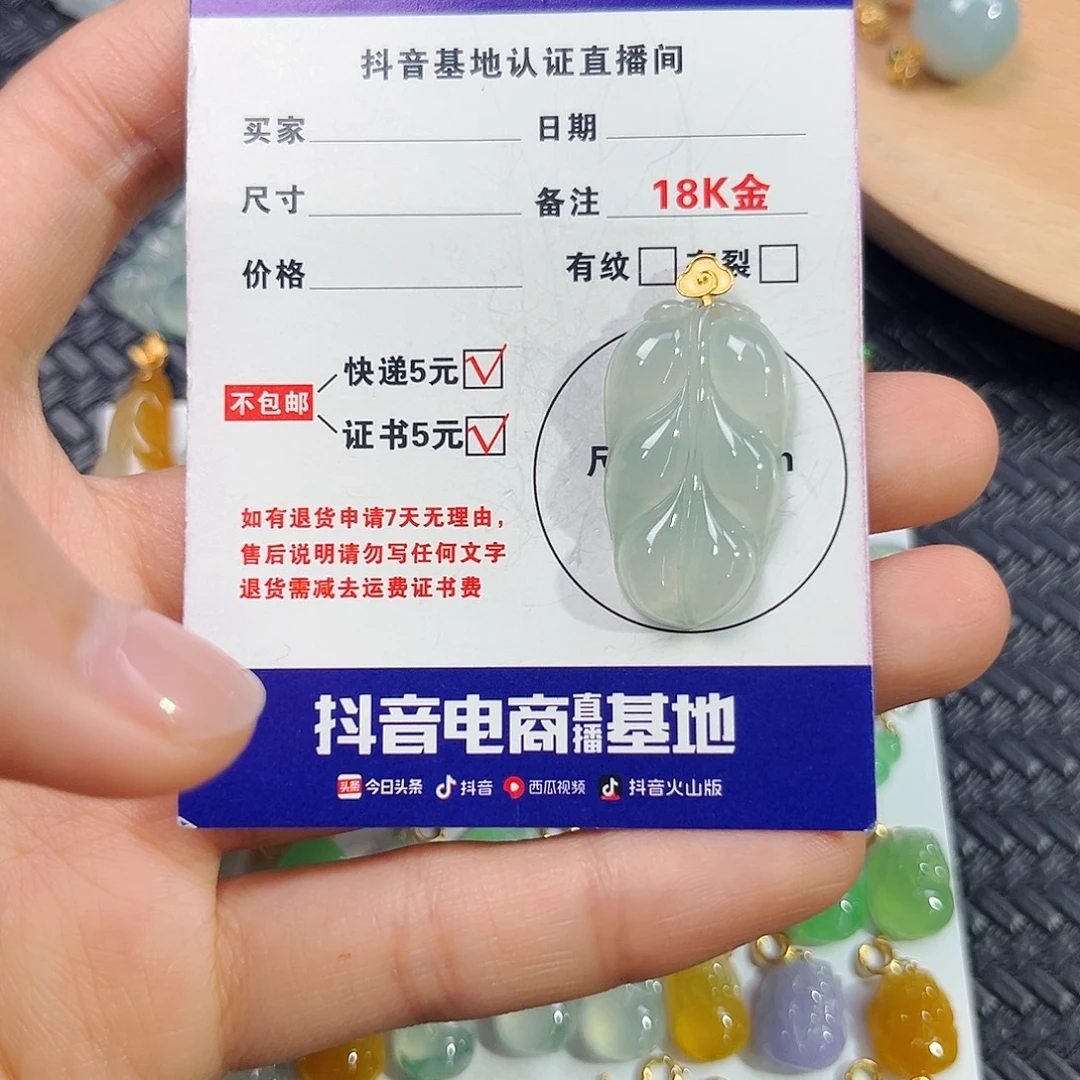 抖音基地认证直播间
买家 日期
尺寸 备注 18K金
价格 有纹 裂
快递5元
不包邮
证书5元
如有退货申请7天无理由，
售后说明请勿写任何文字
退货需减去运费证书费
抖音电商直播基地
头条 今日头条 抖音 西瓜视频 抖音火山版